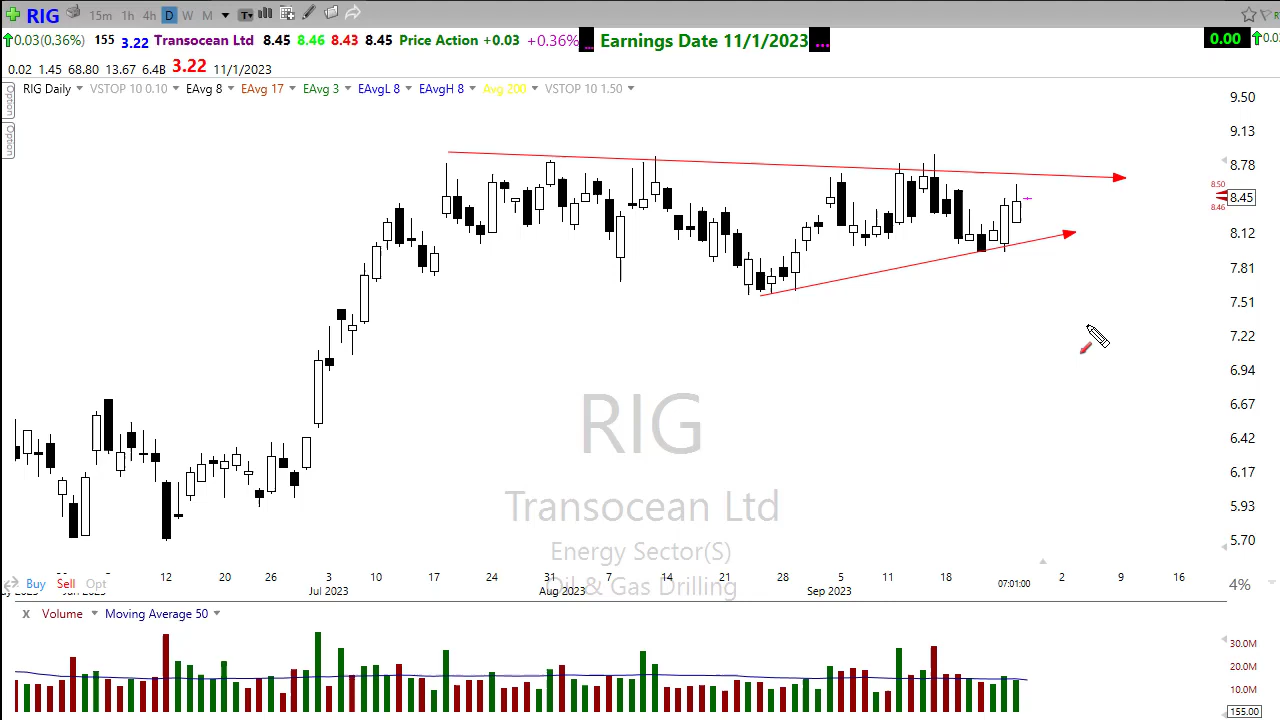 RIG 15m 1h 4h D W M T
0.03(0.36%) 155 3.22 Transocean Ltd 8.45 8.46 8.43 8.45 Price Action +0.03 +0.36% ... Earnings Date 11/1/2023 ... 0.00
0.02 1.45 68.80 13.67 6.4B 3.22 11/1/2023
RIG Daily VSTOP 10 0.10 EAvg 8 EAvg 17 EAvg 3 EAvgL 8 EAvgH 8 Avg 200 VSTOP 10 1.50
Option
Option
9.50
9.13
8.78
8.50
8.45
8.46
8.12
7.81
7.51
7.22
6.94
6.67
6.42
6.17
5.93
5.70
RIG
Transocean Ltd
Energy Sector(S)
Oil & Gas Drilling
12 20 26 3 10 17 24 31 7 14 21 28 5 11 18 07:01:00 2 9 16
Buy Sell Opt 4%
Jul 2023 Aug 2023 Sep 2023
X Volume Moving Average 50
30.0M
20.0M
10.0M
155.00